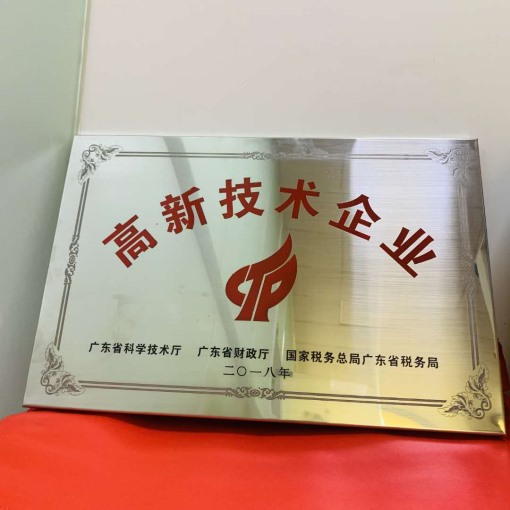 高新技术企业
广东省科学技术厅 广东省财政厅 国家税务总局广东省税务局
二〇一八年